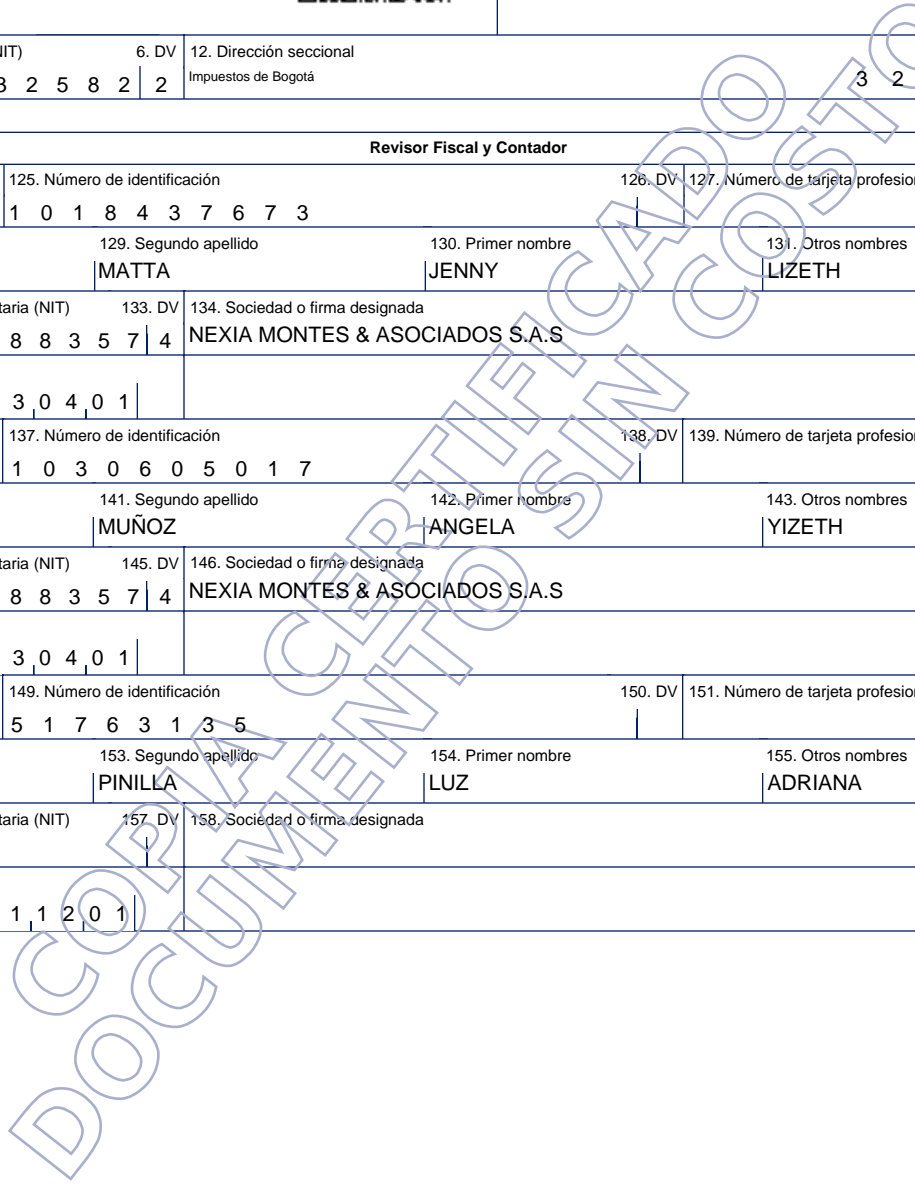 NIT) 6. DV 12. Dirección seccional
3 2 5 8 2 2 Impuestos de Bogotá 3 2
Revisor Fiscal y Contador
125. Número de identificación 126. DV 127. Número de tarjeta profesion
1 0 1 8 4 3 7 6 7 3
129. Segundo apellido 130. Primer nombre 131. Otros nombres
MATTA JENNY LIZETH
taria (NIT) 133. DV 134. Sociedad o firma designada
8 8 3 5 7 4 NEXIA MONTES & ASOCIADOS S.A.S
3 0 4 0 1
137. Número de identificación 138. DV 139. Número de tarjeta profesion
1 0 3 0 6 0 5 0 1 7
141. Segundo apellido 142. Primer nombre 143. Otros nombres
MUÑOZ ANGELA YIZETH
taria (NIT) 145. DV 146. Sociedad o firma designada
8 8 3 5 7 4 NEXIA MONTES & ASOCIADOS S.A.S
3 0 4 0 1
149. Número de identificación 150. DV 151. Número de tarjeta profesion
5 1 7 6 3 1 3 5
153. Segundo apellido 154. Primer nombre 155. Otros nombres
PINILLA LUZ ADRIANA
taria (NIT) 157. DV 158. Sociedad o firma designada
1 1 2 0 1
COPIA CERTIFICADO
DOCUMENTO SIN COSTO